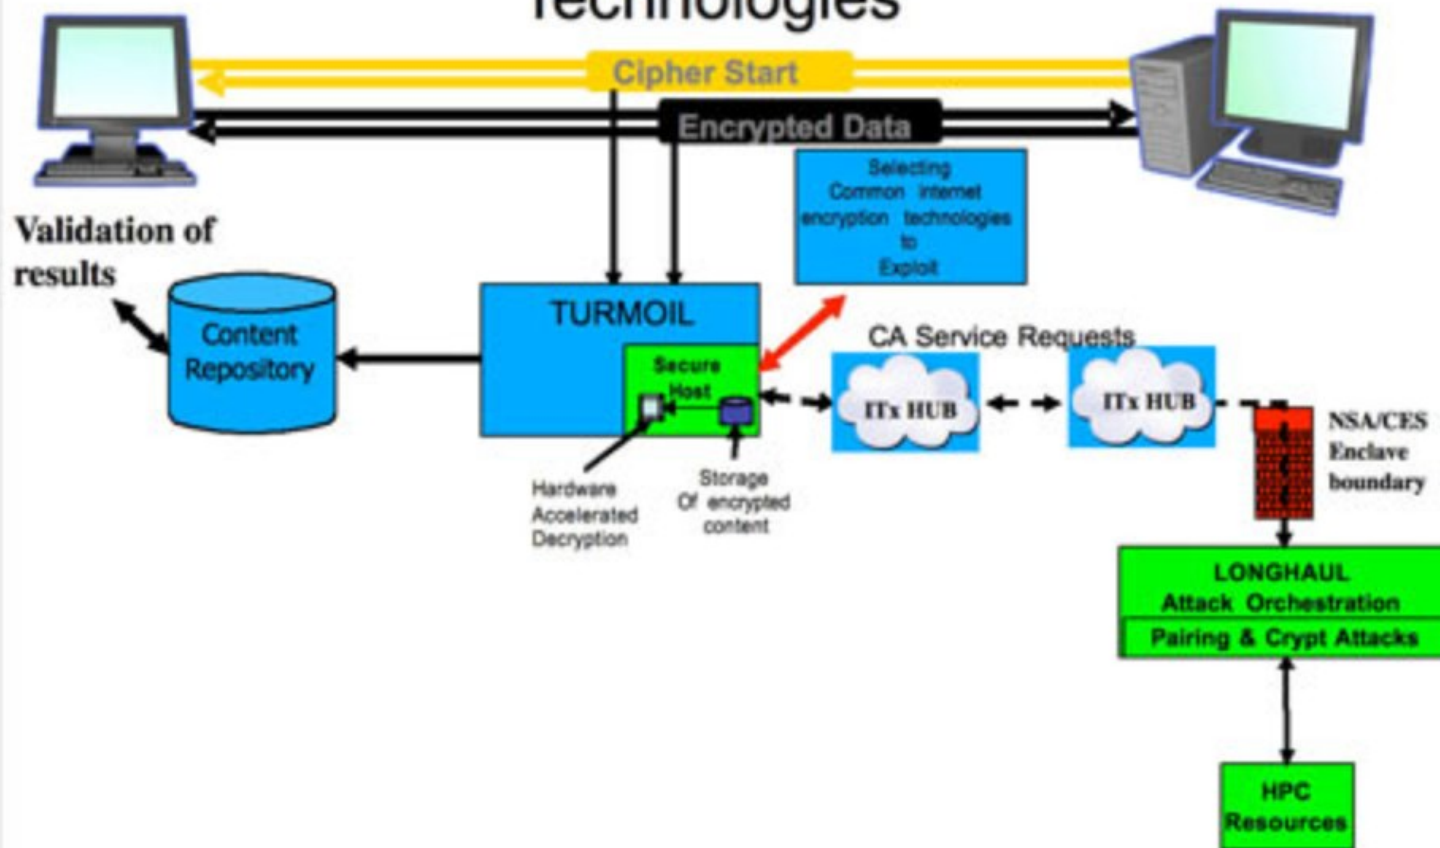 Technologies
Cipher Start
Encrypted Data
Selecting
Common internet
encryption technologies
to
Exploit
Validation of
results
Content
Repository
TURMOIL
Secure
Host
CA Service Requests
ITx HUB
ITx HUB
NSA/CES
Enclave
boundary
Hardware
Accelerated
Decryption
Storage
Of encrypted
content
LONGHAUL
Attack Orchestration
Pairing & Crypt Attacks
HPC
Resources